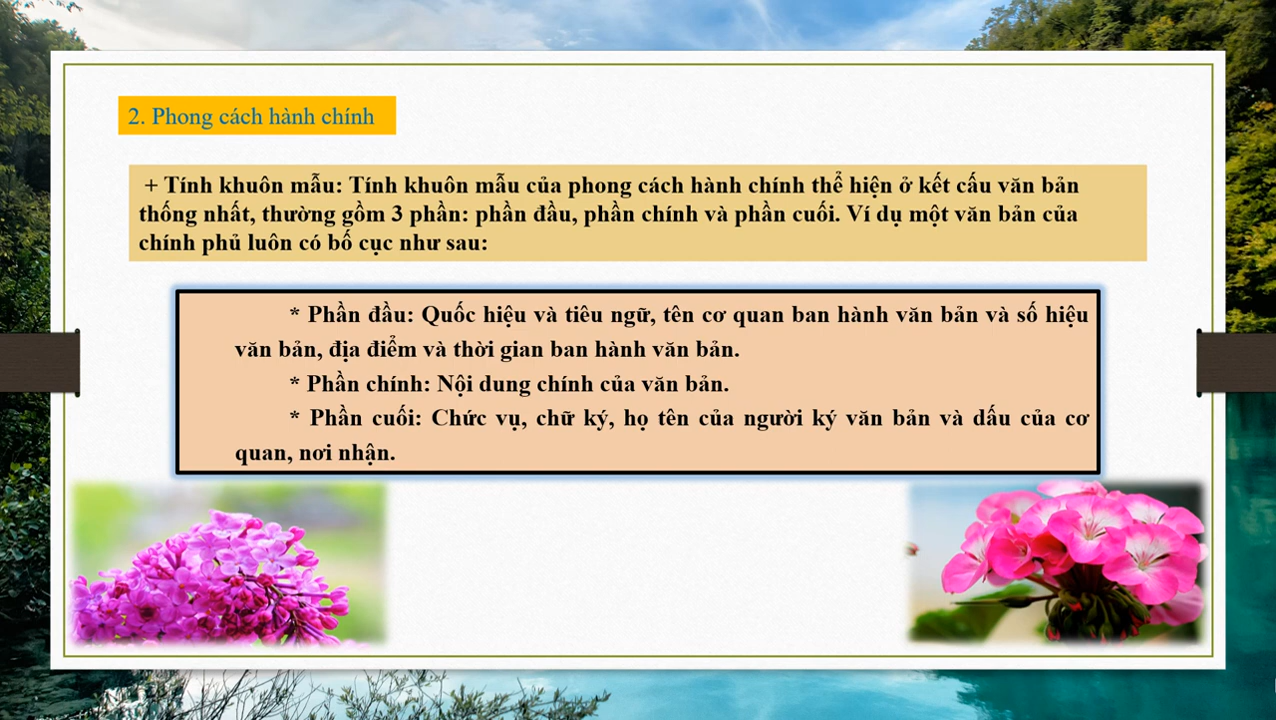 2. Phong cách hành chính
+ Tính khuôn mẫu: Tính khuôn mẫu của phong cách hành chính thể hiện ở kết cấu văn bản
thống nhất, thường gồm 3 phần: phần đầu, phần chính và phần cuối. Ví dụ một văn bản của
chính phủ luôn có bố cục như sau:
* Phần đầu: Quốc hiệu và tiêu ngữ, tên cơ quan ban hành văn bản và số hiệu
văn bản, địa điểm và thời gian ban hành văn bản.
* Phần chính: Nội dung chính của văn bản.
* Phần cuối: Chức vụ, chữ ký, họ tên của người ký văn bản và dấu của cơ
quan, nơi nhận.